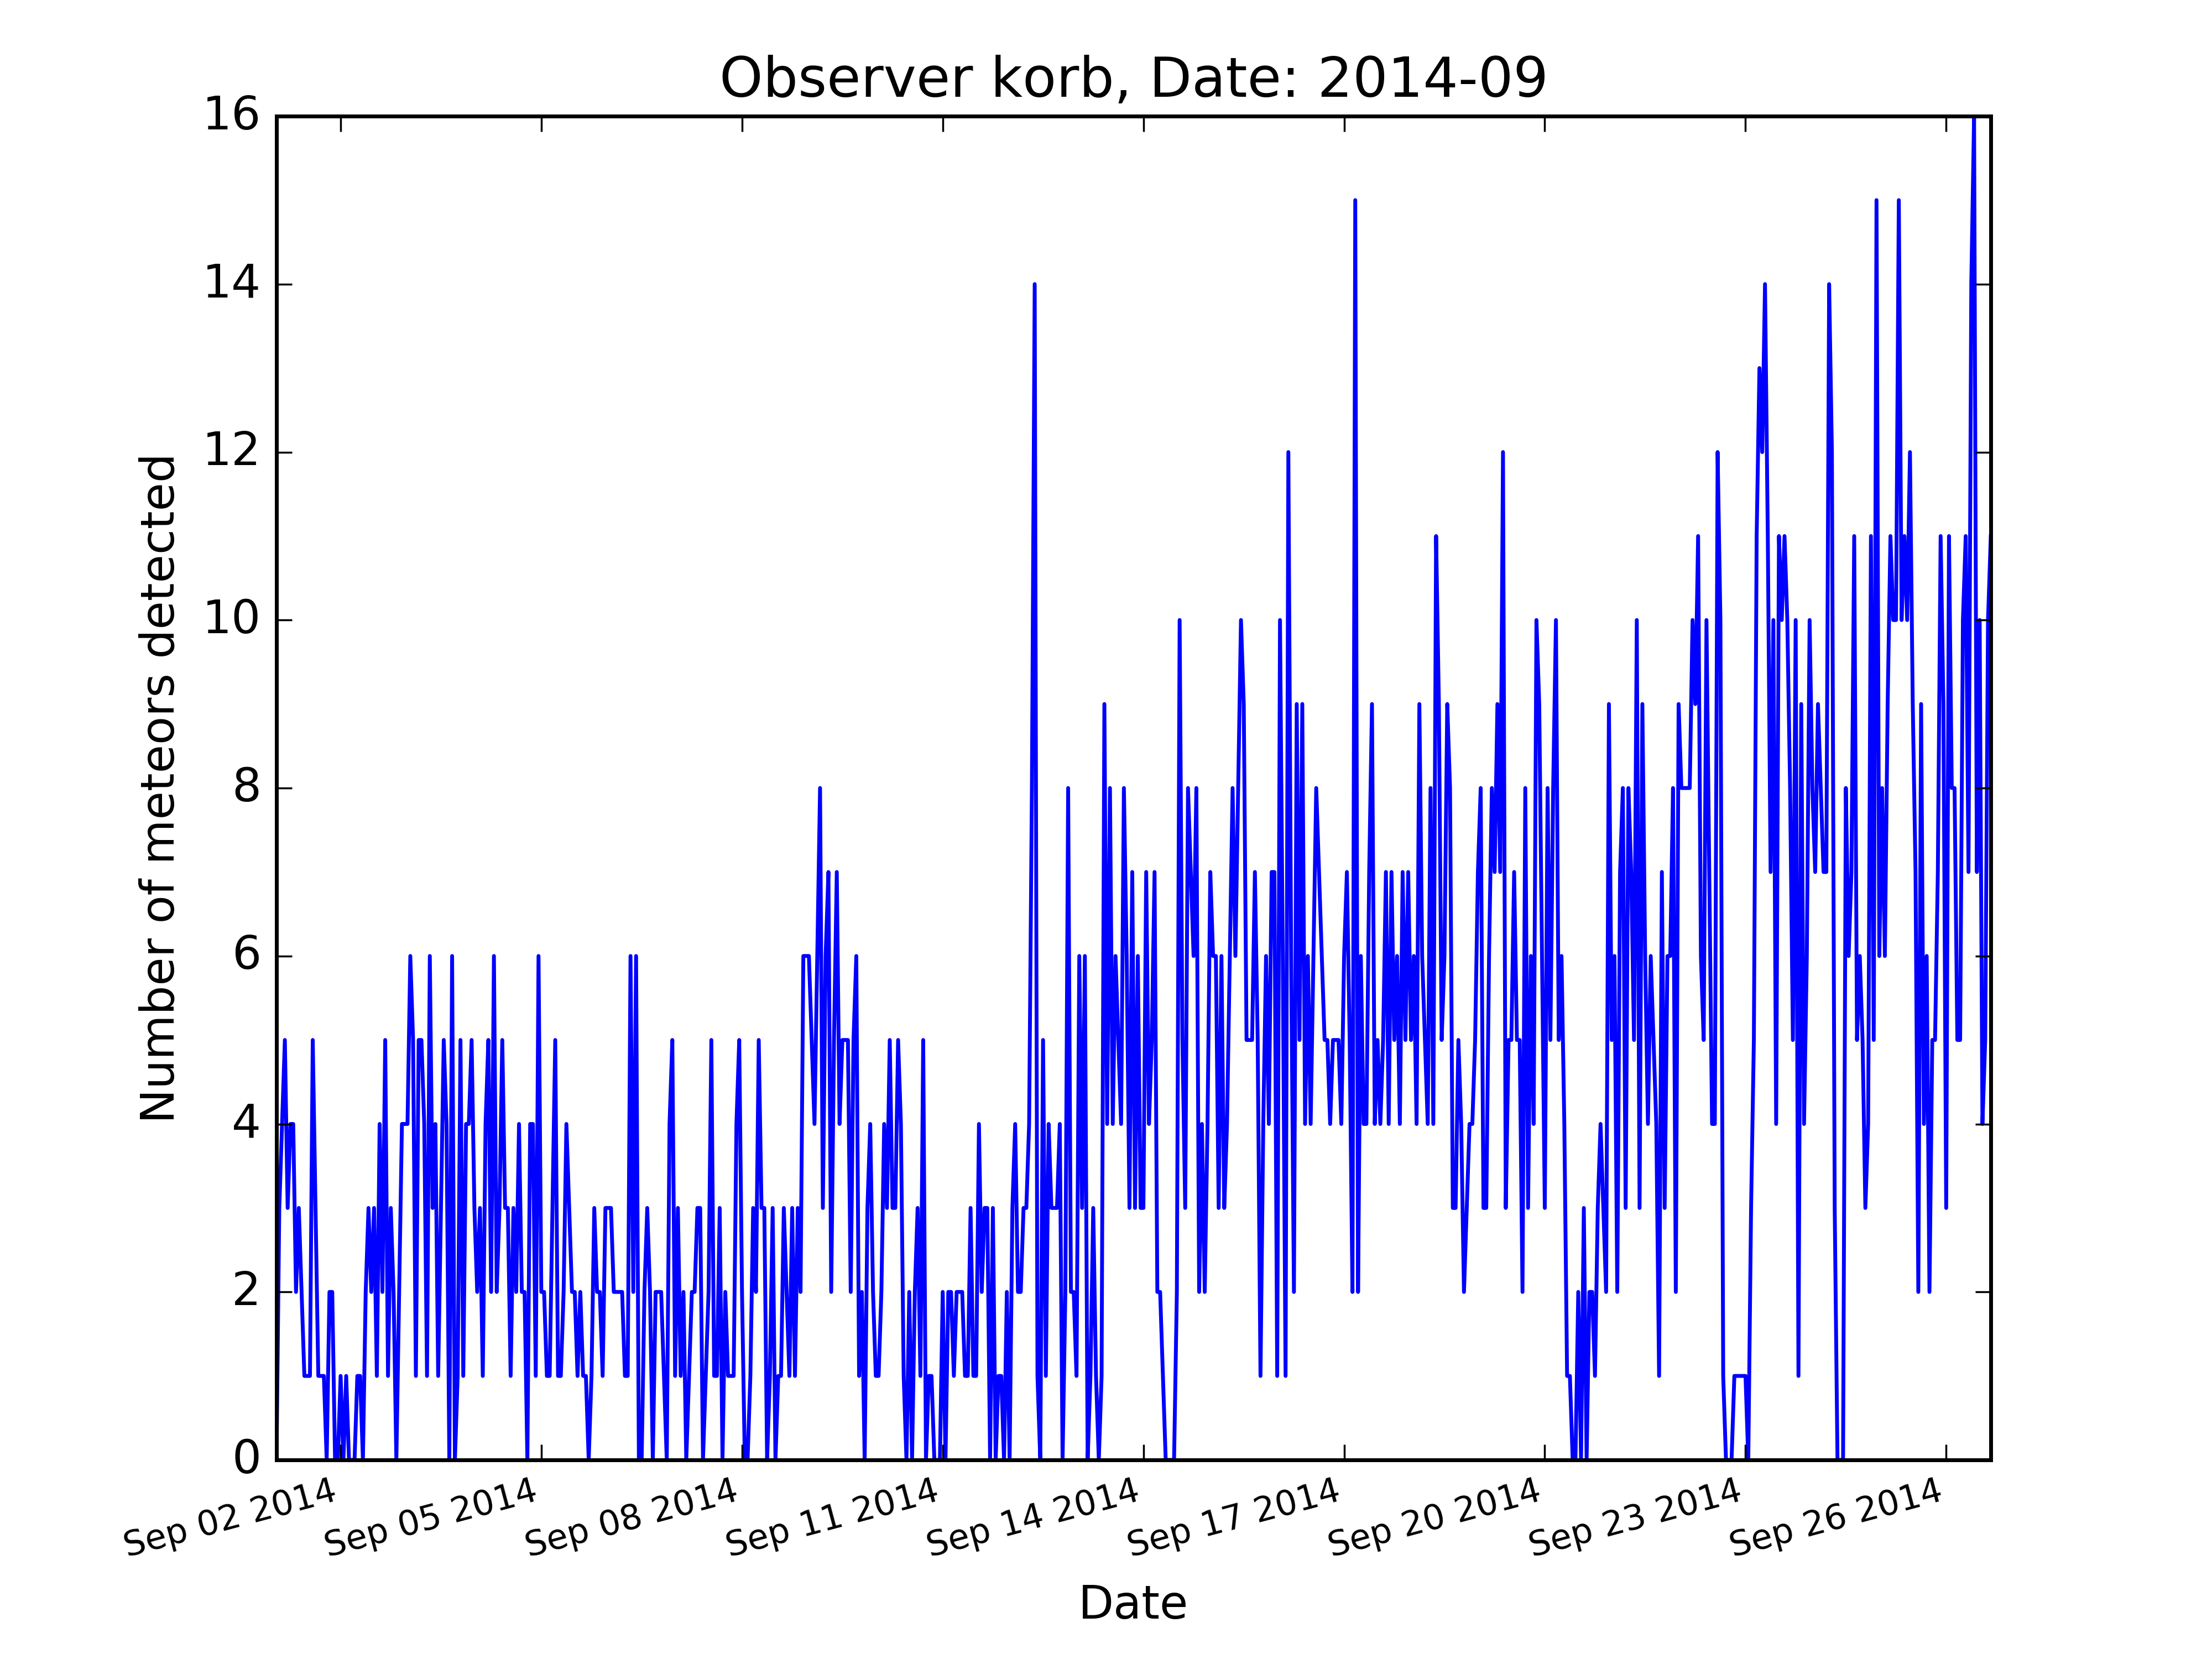 Observer korb, Date: 2014-09
16
14
12
10
8
6
4
2
0
Number of meteors detected
Sep 02 2014
Sep 05 2014
Sep 08 2014
Sep 11 2014
Sep 14 2014
Sep 17 2014
Sep 20 2014
Sep 23 2014
Sep 26 2014
Date